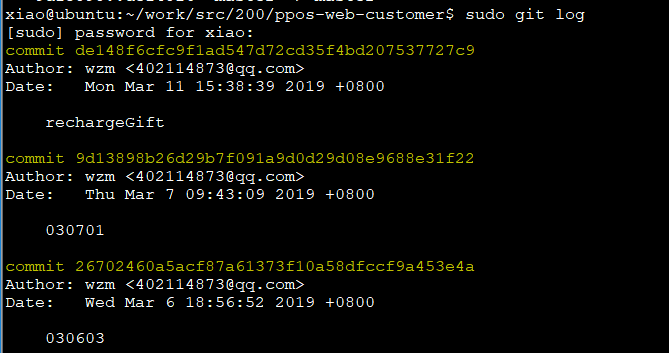 xiao@ubuntu:~/work/src/200/ppos-web-customer$ sudo git log
[sudo] password for xiao:
commit de148f6cfc9f1ad547d72cd35f4bd207537727c9
Author: wzm <402114873@qq.com>
Date:   Mon Mar 11 15:38:39 2019 +0800
rechargeGift
commit 9d13898b26d29b7f091a9d0d29d08e9688e31f22
Author: wzm <402114873@qq.com>
Date:   Thu Mar 7 09:43:09 2019 +0800
030701
commit 26702460a5acf87a61373f10a58dfccf9a453e4a
Author: wzm <402114873@qq.com>
Date:   Wed Mar 6 18:56:52 2019 +0800
030603